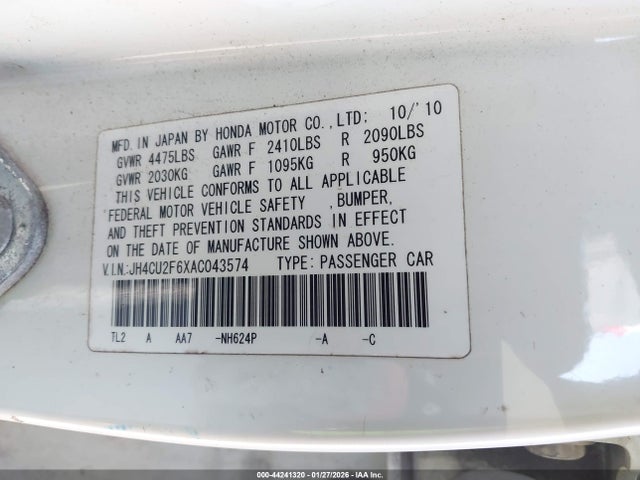 MFD. IN JAPAN BY HONDA MOTOR CO., LTD: 10/'10
GVWR 4475LBS GAWR F 2410LBS R 2090LBS
GVWR 2030KG GAWR F 1095KG R 950KG
THIS VEHICLE CONFORMS TO ALL APPLICABLE
FEDERAL MOTOR VEHICLE SAFETY ,BUMPER,
AND THEFT PREVENTION STANDARDS IN EFFECT
ON THE DATE OF MANUFACTURE SHOWN ABOVE.
V.I.N:JH4CU2F6XAC043574 TYPE: PASSENGER CAR
TL2 A AA7 -NH624P -A -C
000-44241320 01/27/2026 IAA Inc.